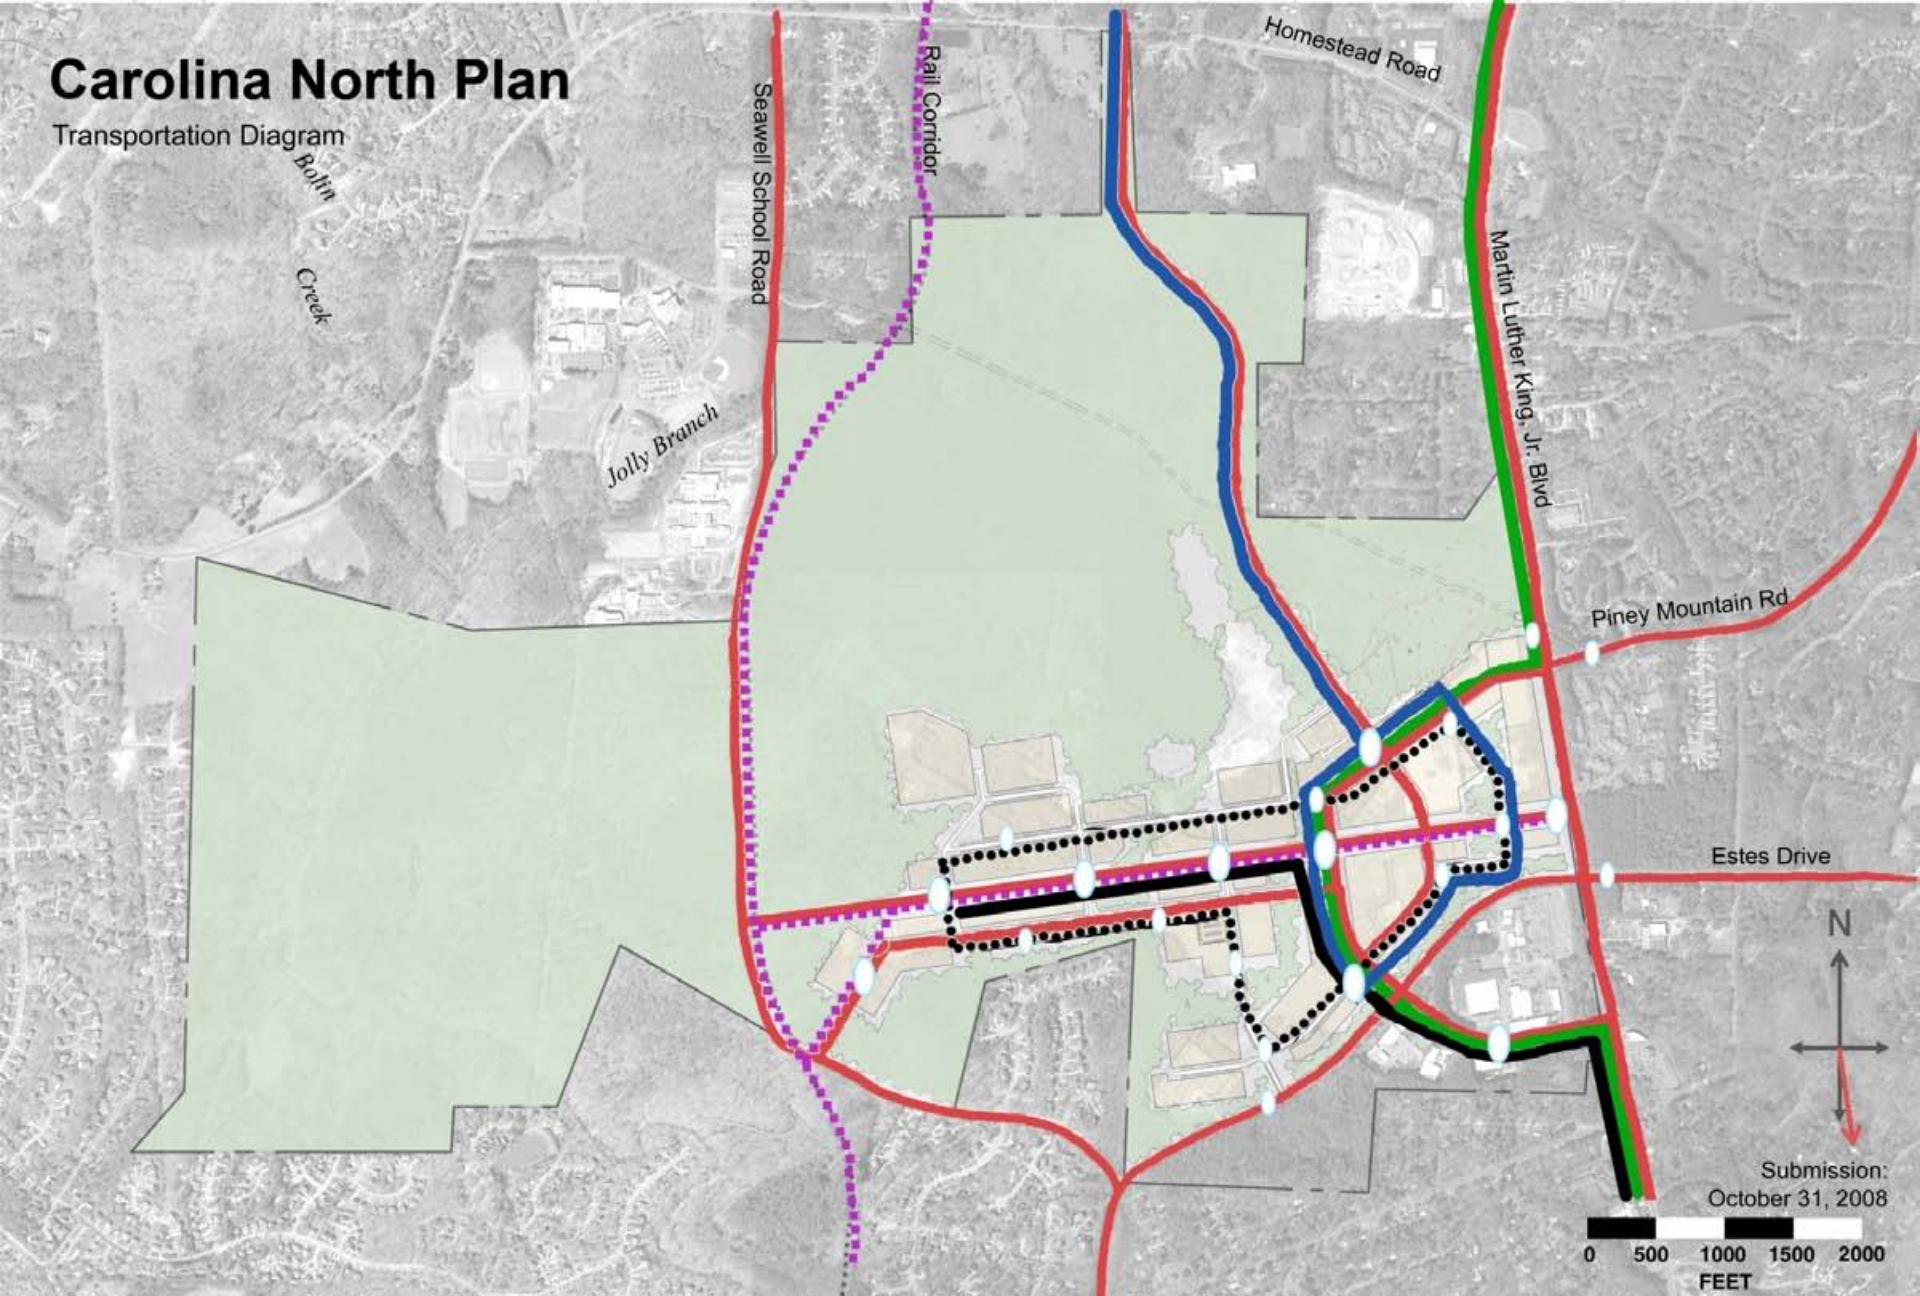 Carolina North Plan
Transportation Diagram
Bolin
Creek
Jolly Branch
Seawell School Road
Rail Corridor
Homestead Road
Martin Luther King, Jr. Blvd
Piney Mountain Rd
Estes Drive
N
Submission:
October 31, 2008
0 500 1000 1500 2000
FEET